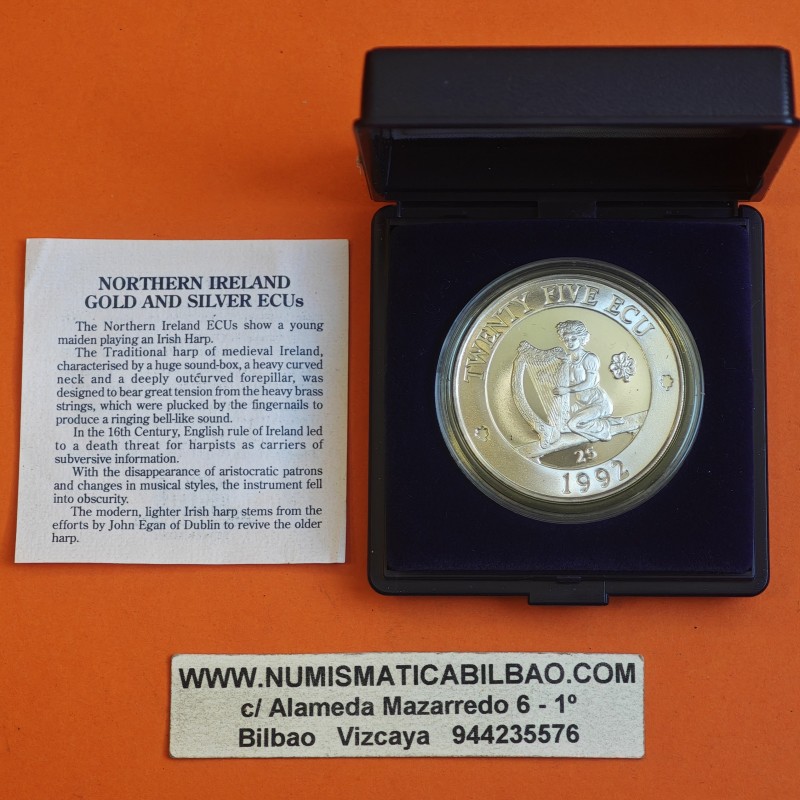 NORTHERN IRELAND
GOLD AND SILVER ECUs
The Northern Ireland ECUs show a young
maiden playing an Irish Harp.
The Traditional harp of medieval Ireland,
characterised by a huge sound-box, a heavy curved
neck and a deeply outcurved forepillar, was
designed to bear great tension from the heavy brass
strings, which were plucked by the fingernails to
produce a ringing bell-like sound.
In the 16th Century, English rule of Ireland led
to a death threat for harpists as carriers of
subversive information.
With the disappearance of aristocratic patrons
and changes in musical styles, the instrument fell
into obscurity.
The modern, lighter Irish harp stems from the
efforts by John Egan of Dublin to revive the older
harp.
TWENTY FIVE ECU
25
1992
WWW.NUMISMATICABILBAO.COM
c/ Alameda Mazarredo 6 - 1º
Bilbao Vizcaya 944235576